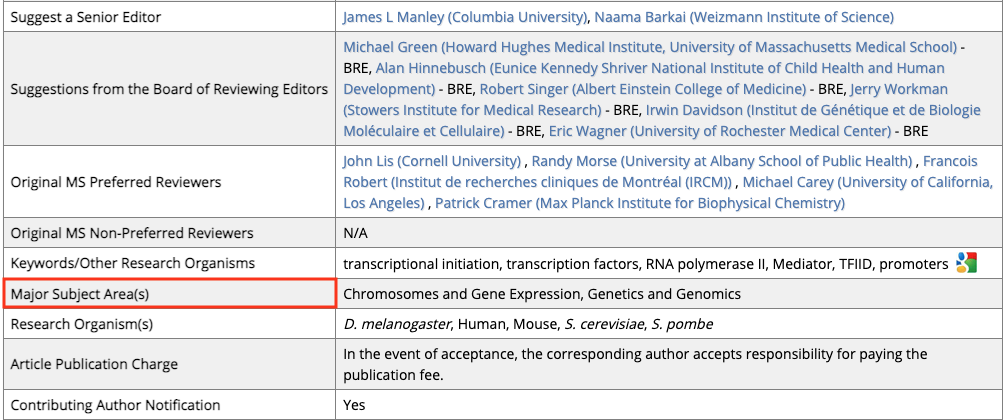 Suggest a Senior Editor
James L Manley (Columbia University), Naama Barkai (Weizmann Institute of Science)
Suggestions from the Board of Reviewing Editors
Michael Green (Howard Hughes Medical Institute, University of Massachusetts Medical School) -
BRE, Alan Hinnebusch (Eunice Kennedy Shriver National Institute of Child Health and Human
Development) - BRE, Robert Singer (Albert Einstein College of Medicine) - BRE, Jerry Workman
(Stowers Institute for Medical Research) - BRE, Irwin Davidson (Institut de Génétique et de Biologie
Moléculaire et Cellulaire) - BRE, Eric Wagner (University of Rochester Medical Center) - BRE
Original MS Preferred Reviewers
John Lis (Cornell University) , Randy Morse (University at Albany School of Public Health) , Francois
Robert (Institut de recherches cliniques de Montréal (IRCM)) , Michael Carey (University of California,
Los Angeles) , Patrick Cramer (Max Planck Institute for Biophysical Chemistry)
Original MS Non-Preferred Reviewers
N/A
Keywords/Other Research Organisms
transcriptional initiation, transcription factors, RNA polymerase II, Mediator, TFIID, promoters
Major Subject Area(s)
Chromosomes and Gene Expression, Genetics and Genomics
Research Organism(s)
D. melanogaster, Human, Mouse, S. cerevisiae, S. pombe
Article Publication Charge
In the event of acceptance, the corresponding author accepts responsibility for paying the
publication fee.
Contributing Author Notification
Yes